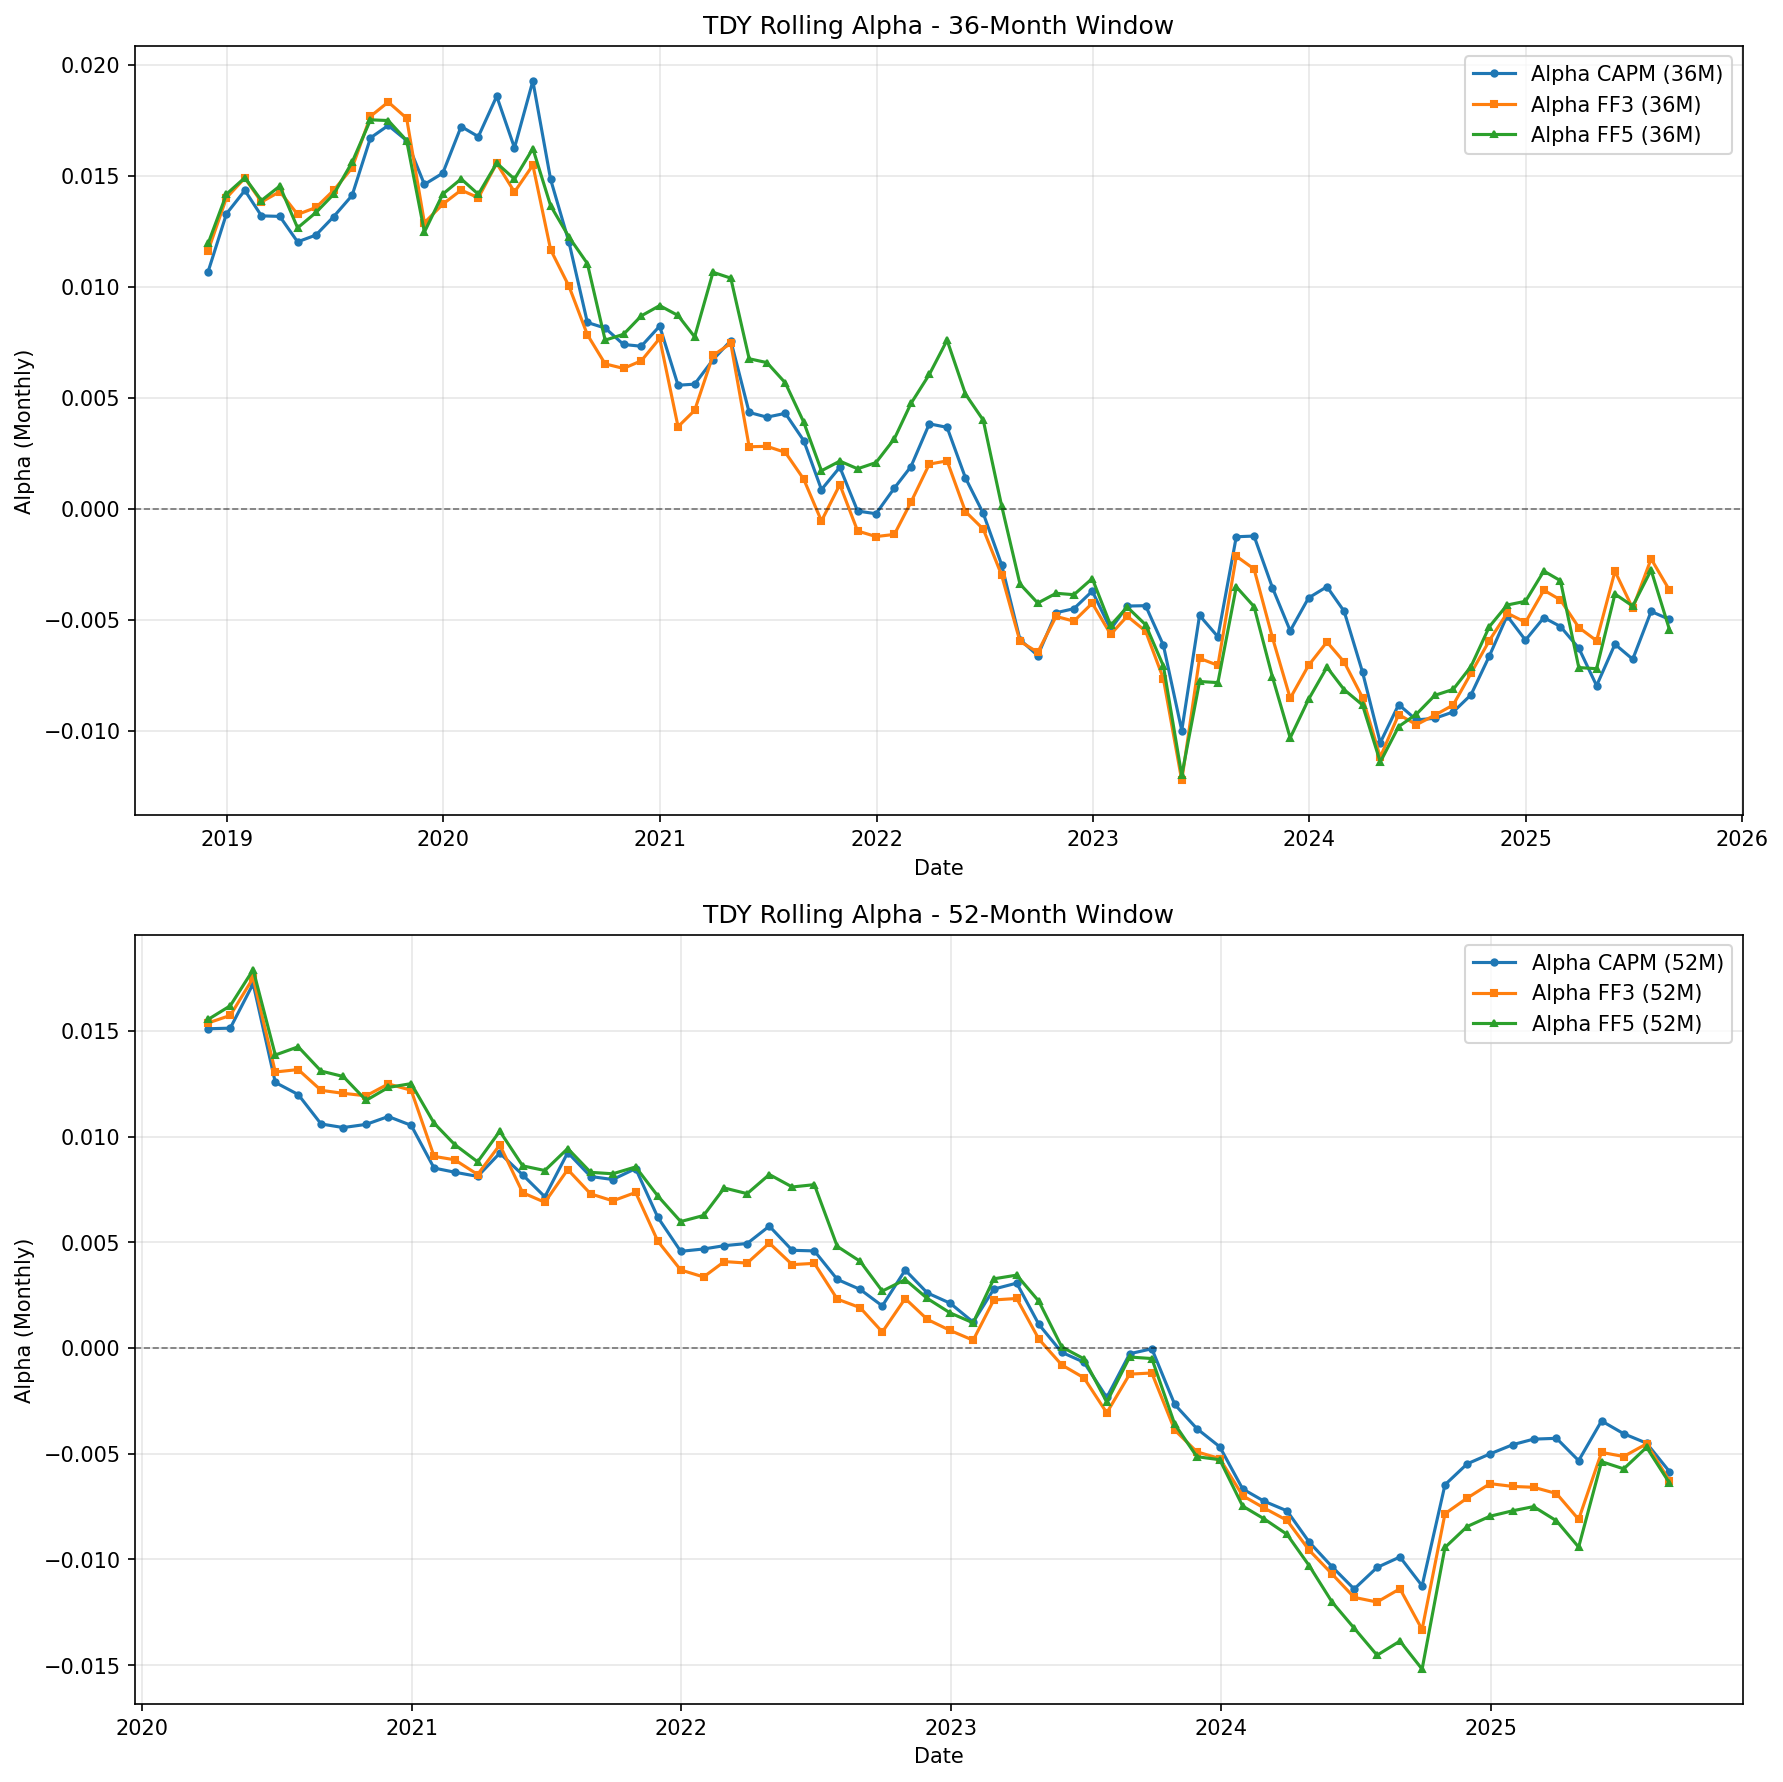 TDY Rolling Alpha - 36-Month Window
Alpha CAPM (36M)
Alpha FF3 (36M)
Alpha FF5 (36M)
Alpha (Monthly)
0.020
0.015
0.010
0.005
0.000
−0.005
−0.010
2019 2020 2021 2022 2023 2024 2025 2026
Date
TDY Rolling Alpha - 52-Month Window
Alpha CAPM (52M)
Alpha FF3 (52M)
Alpha FF5 (52M)
Alpha (Monthly)
0.015
0.010
0.005
0.000
−0.005
−0.010
−0.015
2020 2021 2022 2023 2024 2025
Date